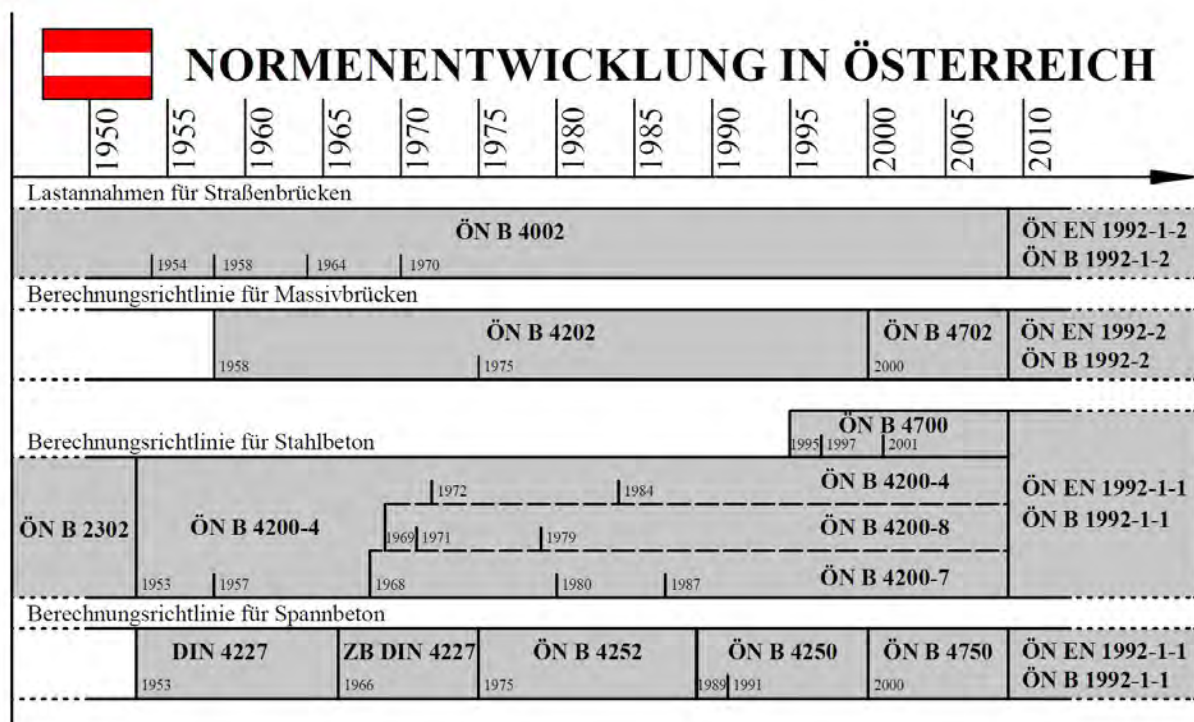 NORMENENTWICKLUNG IN ÖSTERREICH
1950 1955 1960 1965 1970 1975 1980 1985 1990 1995 2000 2005 2010
Lastannahmen für Straßenbrücken
ÖN B 4002
1954 1958 1964 1970
ÖN EN 1992-1-2
ÖN B 1992-1-2
Berechnungsrichtlinie für Massivbrücken
ÖN B 4202 ÖN B 4702
1958 1975 2000
ÖN EN 1992-2
ÖN B 1992-2
Berechnungsrichtlinie für Stahlbeton
ÖN B 4700
1995 1997 2001
ÖN B 2302
ÖN B 4200-4
1953 1957
1972 1984 ÖN B 4200-4
1969 1971 1979 ÖN B 4200-8
1968 1980 1987 ÖN B 4200-7
ÖN EN 1992-1-1
ÖN B 1992-1-1
Berechnungsrichtlinie für Spannbeton
DIN 4227 ZB DIN 4227 ÖN B 4252 ÖN B 4250 ÖN B 4750
1953 1966 1975 1989 1991 2000
ÖN EN 1992-1-1
ÖN B 1992-1-1